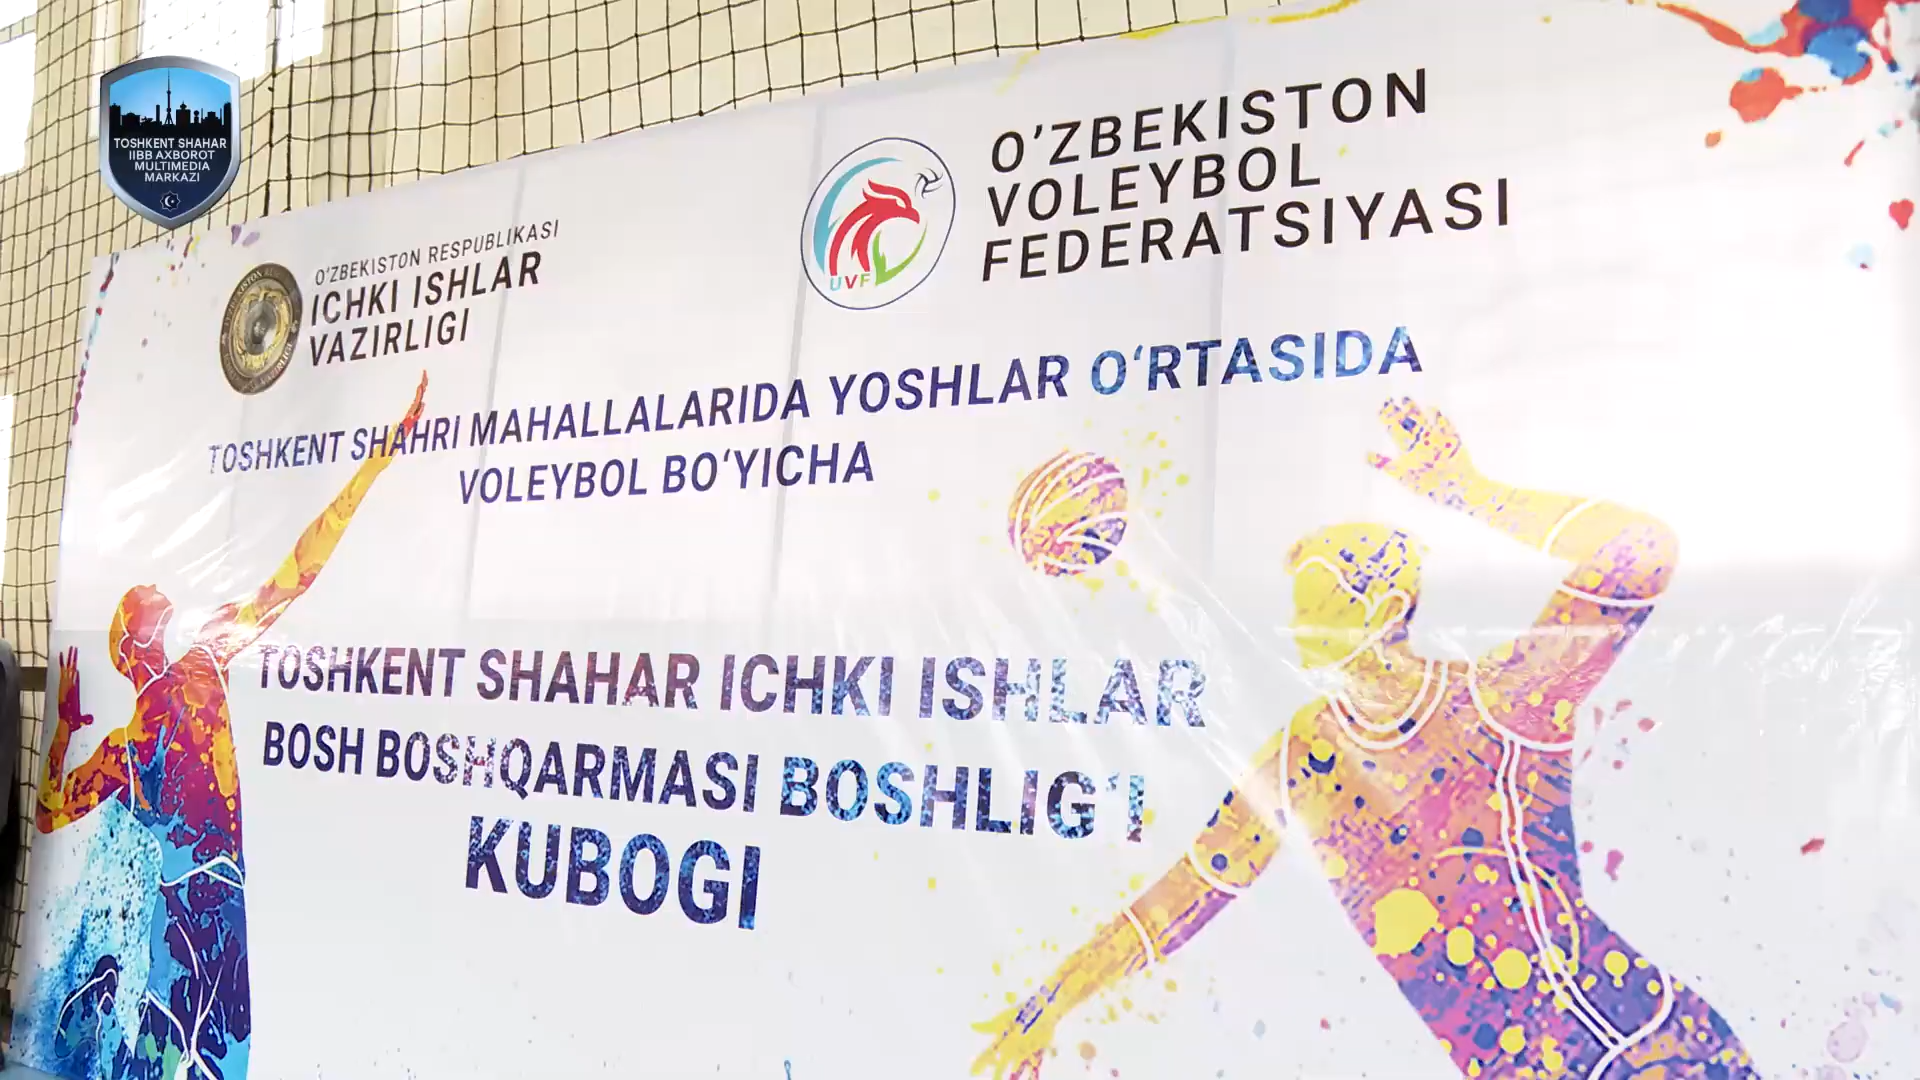 TOSHKENT SHAHAR
IIBB AXBOROT
MULTIMEDIA
MARKAZI
O'ZBEKISTON RESPUBLIKASI
ICHKI ISHLAR
VAZIRLIGI
UVF
O'ZBEKISTON
VOLEYBOL
FEDERATSIYASI
TOSHKENT SHAHRI MAHALLALARIDA YOSHLAR O‘RTASIDA
VOLEYBOL BO‘YICHA
TOSHKENT SHAHAR ICHKI ISHLAR
BOSH BOSHQARMASI BOSHLIG‘I
KUBOGI